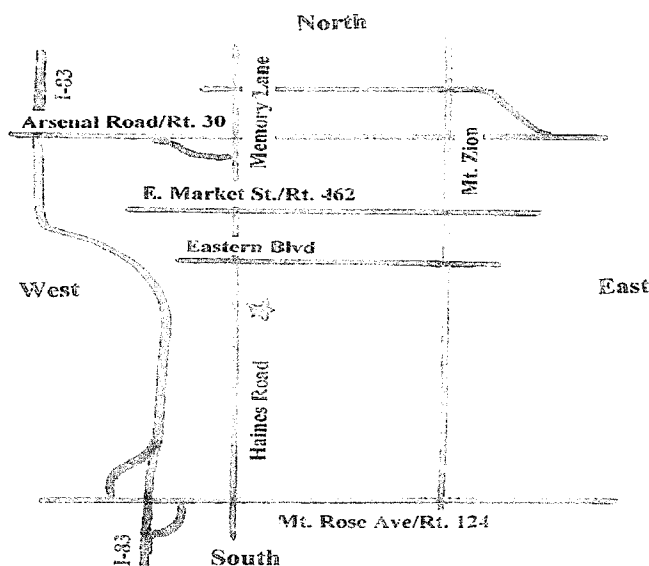 North
I-83
Memory Lane
Arsenal Road/Rt. 30
Mt. Zion
E. Market St./Rt. 462
Eastern Blvd
West
East
Haines Road
Mt. Rose Ave/Rt. 124
I-83
South